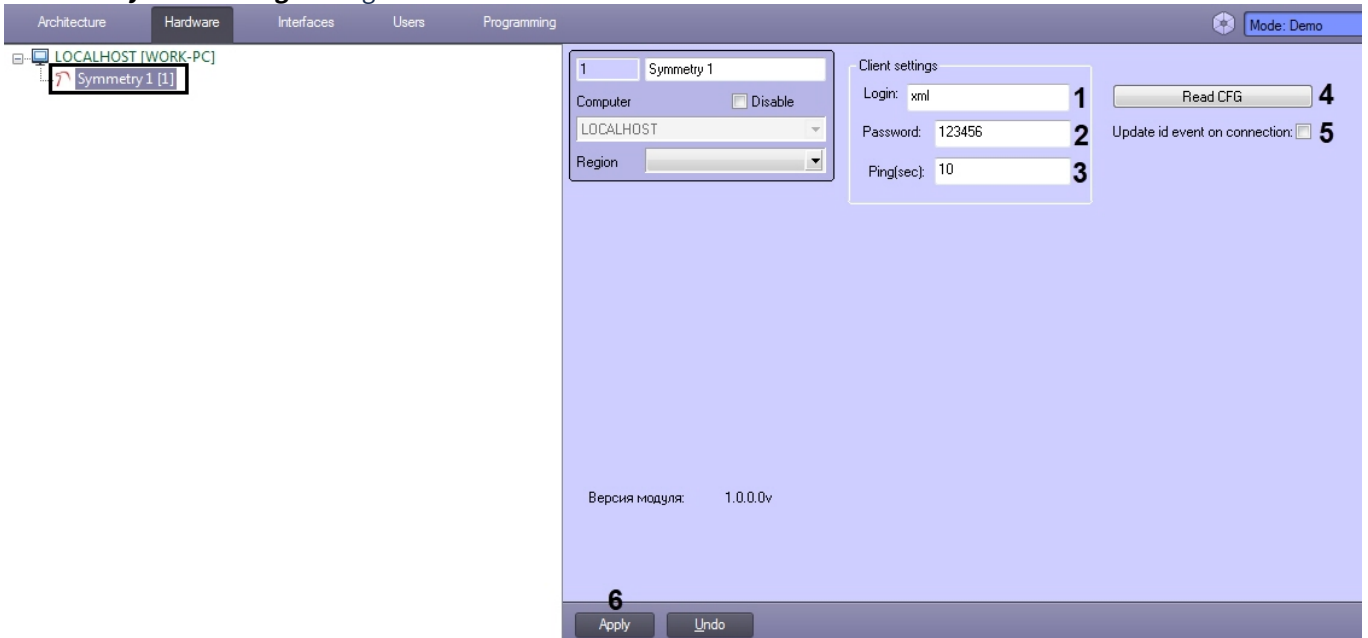 Architecture Hardware Interfaces Users Programming Mode: Demo
LOCALHOST [WORK-PC]
Symmetry 1 [1]
1 Symmetry 1
Computer Disable
LOCALHOST
Region
Client settings
Login: xml 1
Password: 123456 2
Ping(sec): 10 3
Read CFG 4
Update id event on connection: 5
Версия модуля: 1.0.0.0v
6
Apply Undo